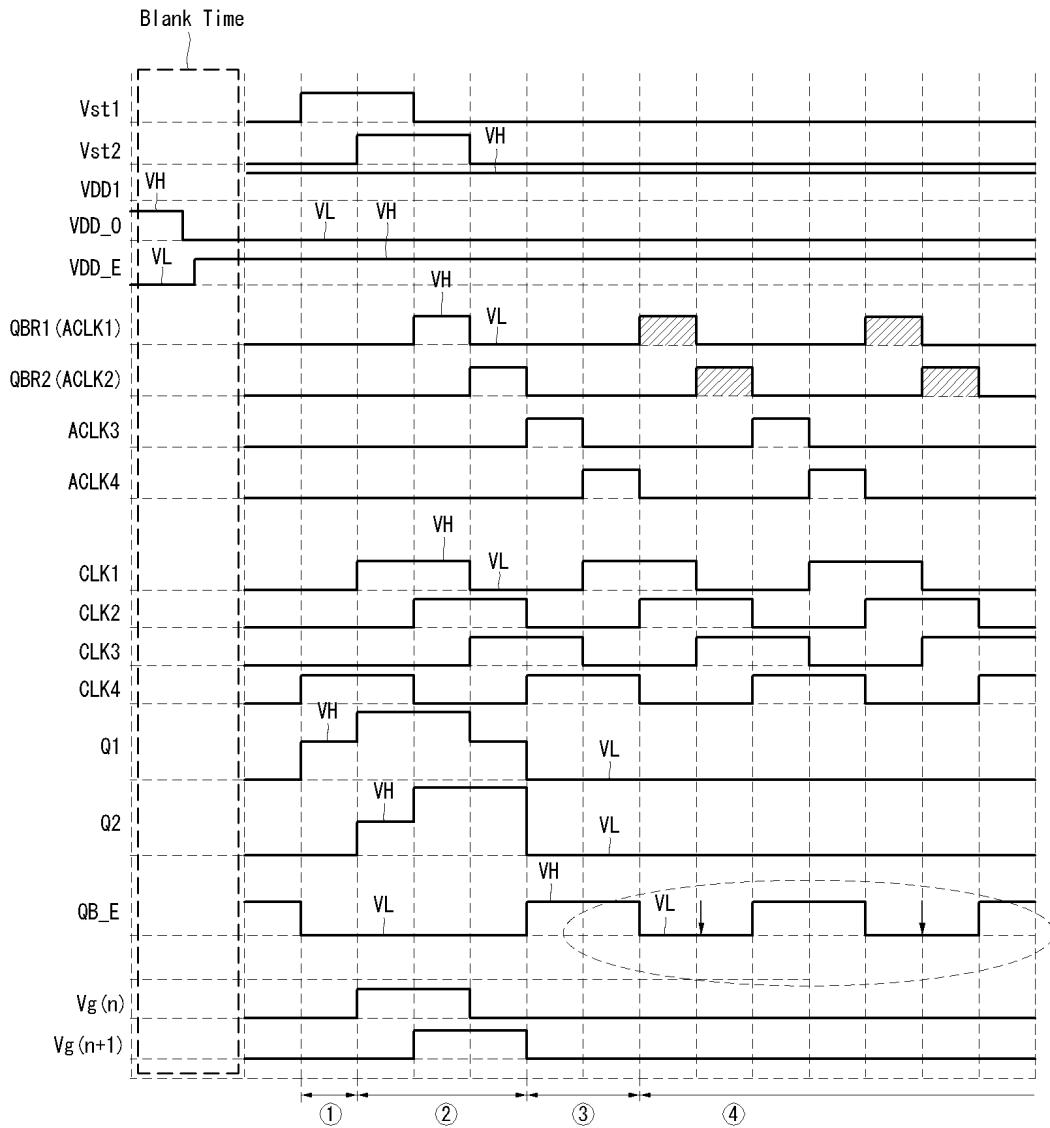 Blank Time
Vst1
Vst2
VH
VDD1
VH
VDD_O
VL
VH
VDD_E
VL
VH
QBR1(ACLK1)
VL
QBR2(ACLK2)
ACLK3
ACLK4
VH
VL
CLK1
CLK2
CLK3
CLK4
VH
Q1
VL
VH
Q2
VL
VH
QB_E
VL
VL
Vg(n)
Vg(n+1)
① ② ③ ④